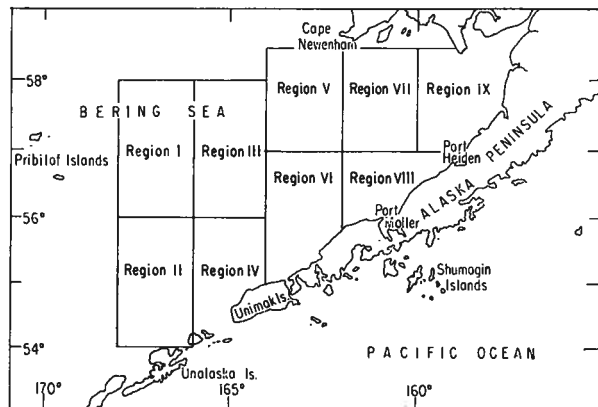 Cape
Newenham
58°
Region V
Region VII
Region IX
BERING SEA
Region I
Region III
Pribilof Islands
Port
Heiden
ALASKA PENINSULA
Region VI
Region VIII
56°
Port
Moller
Region II
Region IV
Shumagin
Islands
Unimak Is.
54°
PACIFIC OCEAN
Unalaska Is.
170°
165°
160°